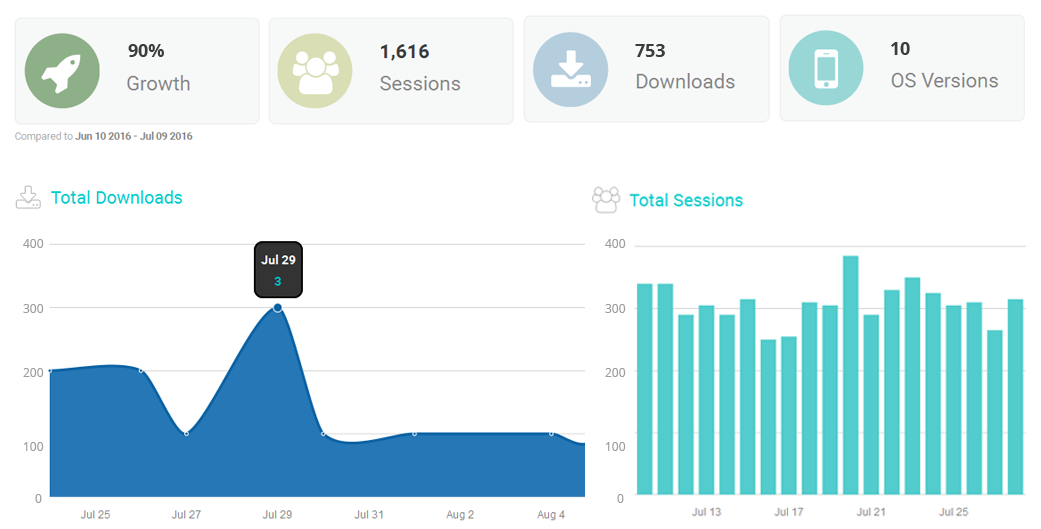 90%
Growth
1,616
Sessions
753
Downloads
10
OS Versions
Compared to Jun 10 2016 - Jul 09 2016
Total Downloads
400
300
200
100
0
Jul 29
3
Jul 25
Jul 27
Jul 29
Jul 31
Aug 2
Aug 4
Total Sessions
400
300
200
100
0
Jul 13
Jul 17
Jul 21
Jul 25